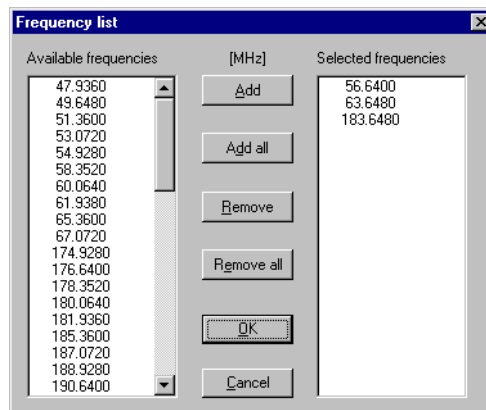 Frequency list
Available frequencies
[MHz]
Selected frequencies
47.9360
49.6480
51.3600
53.0720
54.9280
58.3520
60.0640
61.9380
65.3600
67.0720
174.9280
176.6400
178.3520
180.0640
181.9360
185.3600
187.0720
188.9280
190.6400
Add
Add all
Remove
Remove all
OK
Cancel
56.6400
63.6480
183.6480